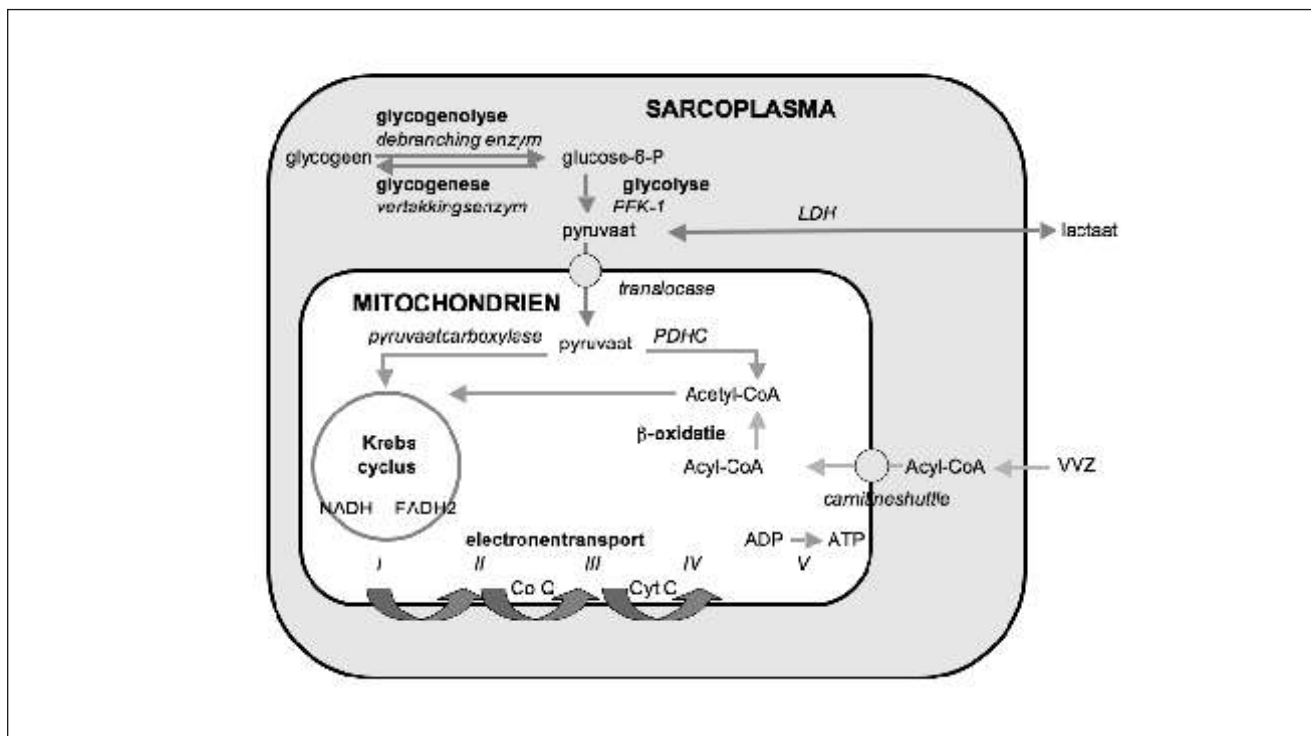 SARCOPLASMA
glycogenolyse
debranching enzym
glycogeen
glucose-6-P
glycogenese
vertakkingsenzym
glycolyse
PFK-1
pyruvaat
LDH
lactaat
translocase
MITOCHONDRIEN
pyruvaatcarboxylase
pyruvaat
PDHC
Acetyl-CoA
β-oxidatie
Krebs
cyclus
NADH FADH2
Acyl-CoA
Acyl-CoA
VVZ
carnitineshuttle
electronentransport
ADP
ATP
I II III IV V
Co Q
Cyt C